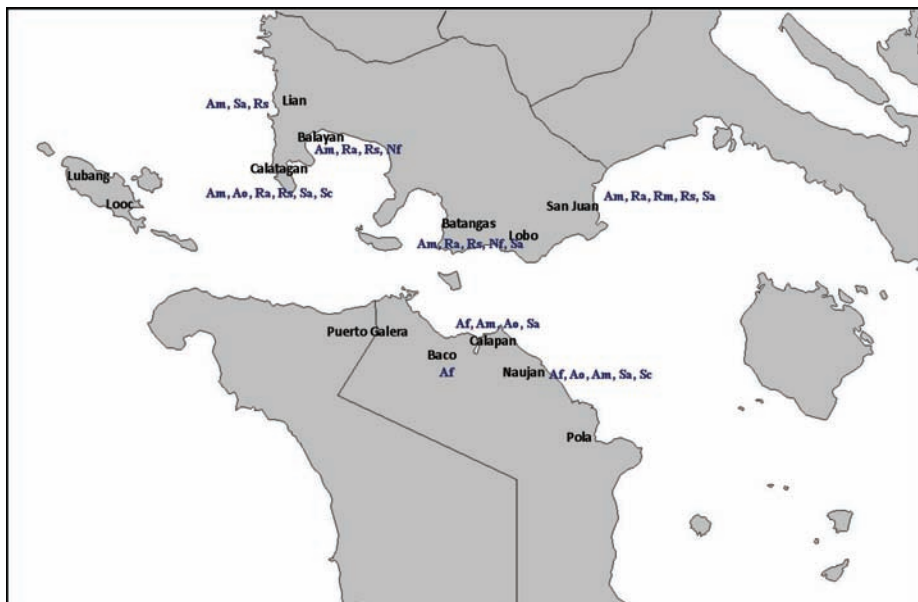 Lian
Am, Sa, Rs
Balayan
Am, Ra, Rs, Nf
Calatagan
Am, Ao, Ra, Rs, Sa, Sc
Lubang
Looc
San Juan
Am, Ra, Rm, Rs, Sa
Batangas
Lobo
Am, Ra, Rs, Nf, Sa
Af, Am, Ao, Sa
Puerto Galera
Calapan
Baco
Af
Naujan
Af, Ao, Am, Sa, Sc
Pola